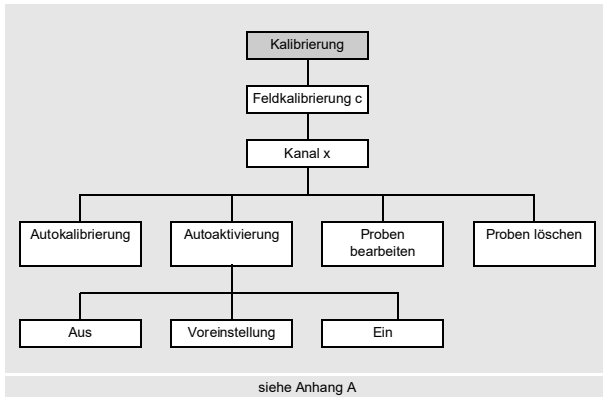 Kalibrierung
Feldkalibrierung c
Kanal x
Autokalibrierung
Autoaktivierung
Proben
bearbeiten
Proben löschen
Aus
Voreinstellung
Ein
siehe Anhang A